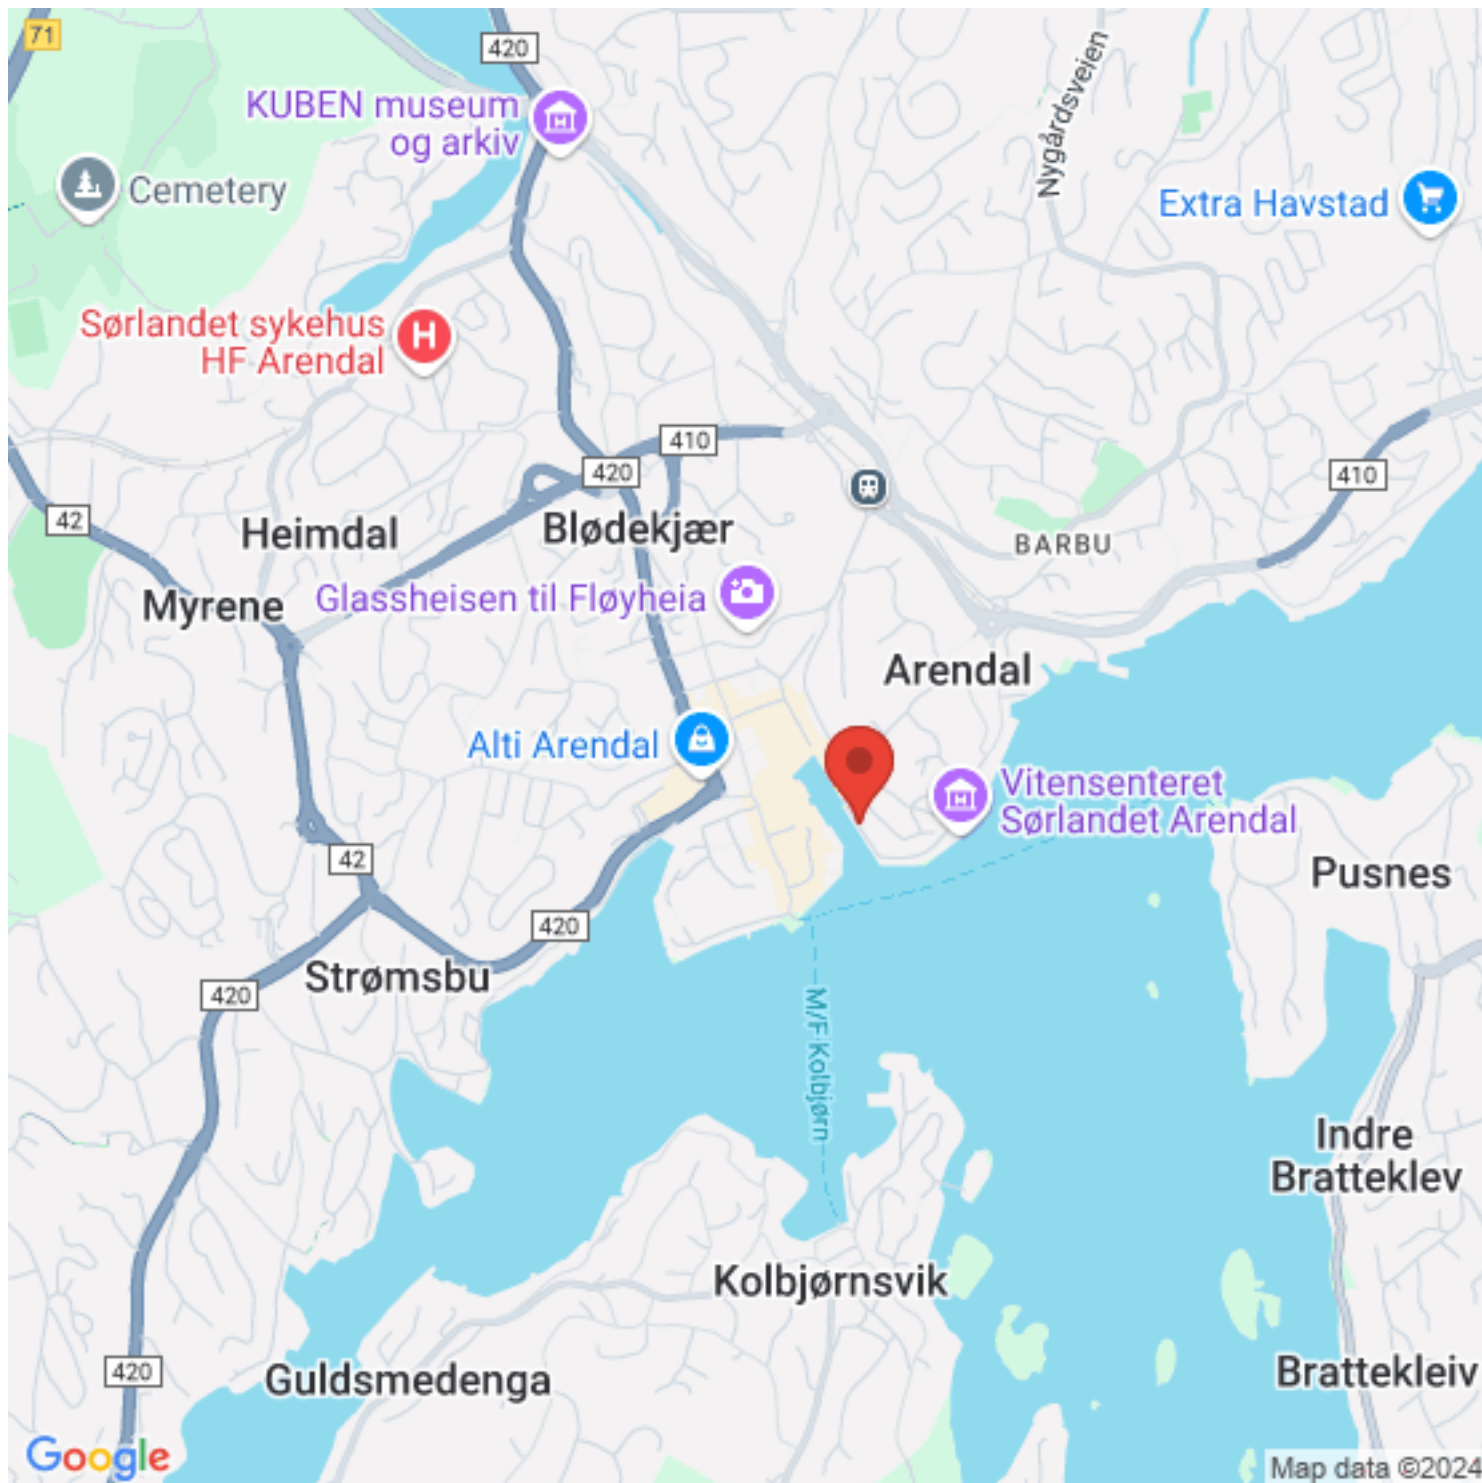 71
420
KUBEN museum
og arkiv
Nygårdsveien
Cemetery
Extra Havstad
Sørlandet sykehus
HF Arendal
410
420
410
42
Heimdal
Blødekjær
BARBU
Myrene
Glassheisen til Fløyheia
Arendal
Alti Arendal
Vitensenteret
Sørlandet Arendal
42
Pusnes
420
Strømsbu
420
M/F Kolbjørn
Indre
Bratteklev
Kolbjørnsvik
420
Guldsmedenga
Brattekleiv
Google
Map data ©2024